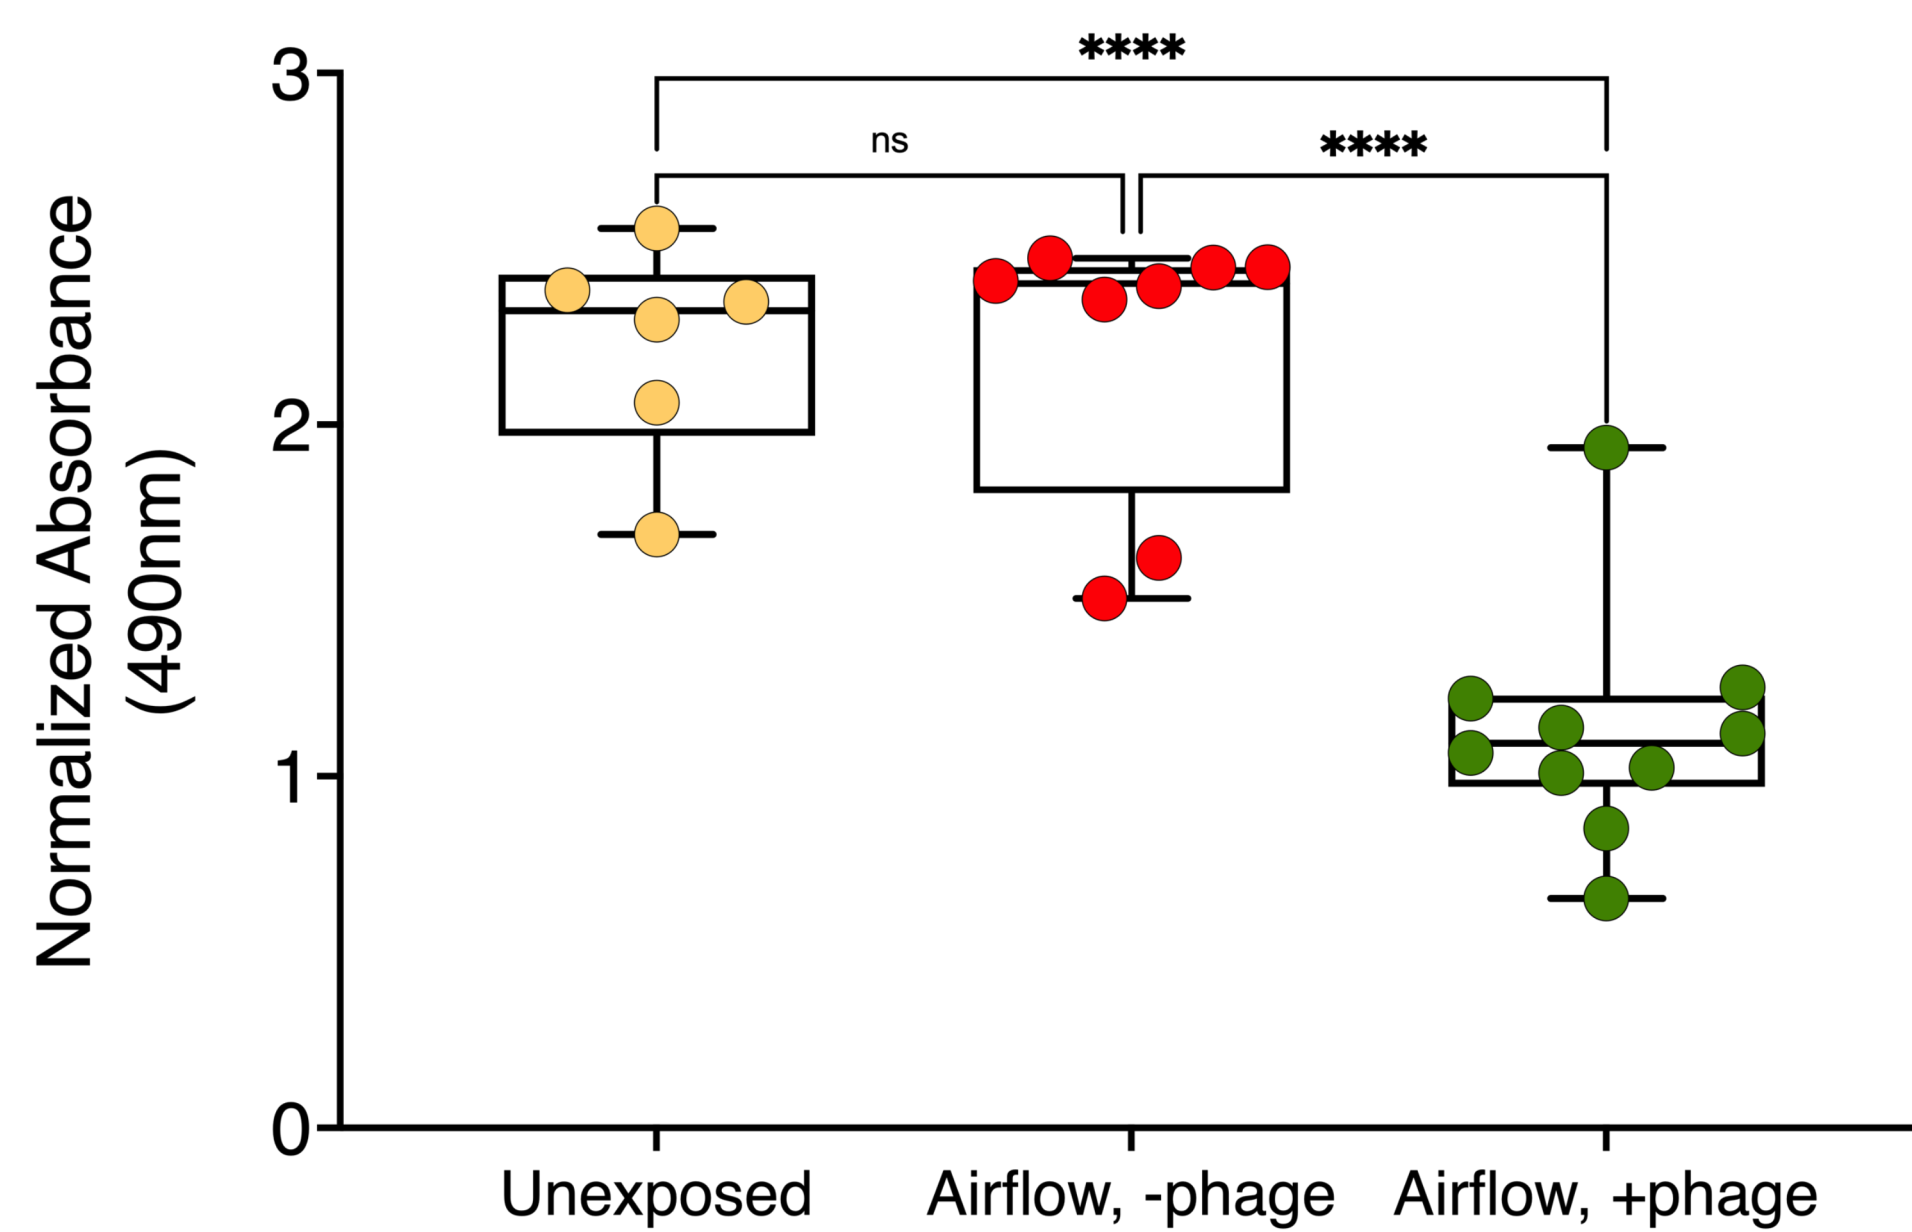 ****
ns
****
3
2
1
0
Normalized Absorbance
(490nm)
Unexposed
Airflow, -phage
Airflow, +phage